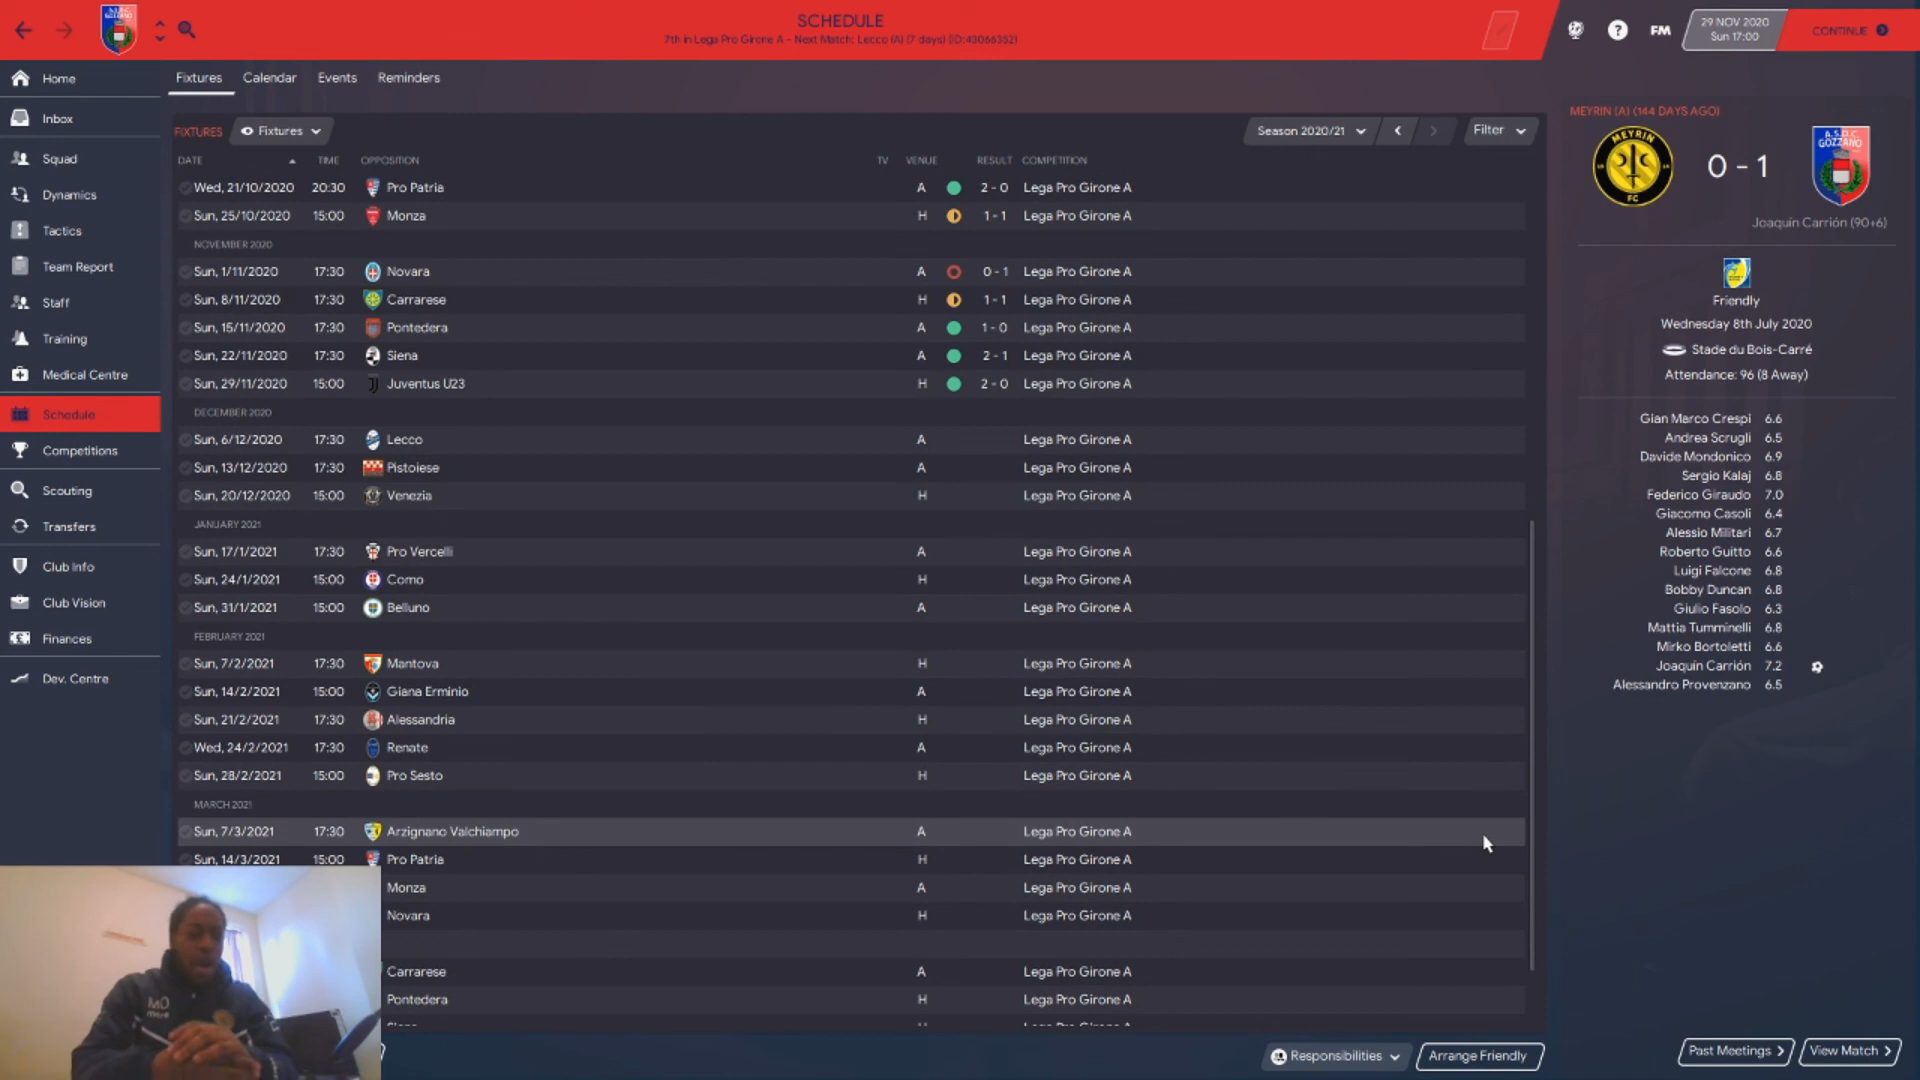 SCHEDULE
7th in Lega Pro Girone A - Next Match: Lecco (A) (7 days) (ID:43066352)
FM
29 NOV 2020
Sun 17:00
CONTINUE
Home
Inbox
Squad
Dynamics
Tactics
Team Report
Staff
Training
Medical Centre
Schedule
Competitions
Scouting
Transfers
Club Info
Club Vision
Finances
Dev. Centre
Fixtures Calendar Events Reminders
FIXTURES Fixtures Season 2020/21 Filter
DATE TIME OPPOSITION TV VENUE RESULT COMPETITION
Wed, 21/10/2020 20:30 Pro Patria A 2 - 0 Lega Pro Girone A
Sun, 25/10/2020 15:00 Monza H 1 - 1 Lega Pro Girone A
NOVEMBER 2020
Sun, 1/11/2020 17:30 Novara A 0 - 1 Lega Pro Girone A
Sun, 8/11/2020 17:30 Carrarese H 1 - 1 Lega Pro Girone A
Sun, 15/11/2020 17:30 Pontedera A 1 - 0 Lega Pro Girone A
Sun, 22/11/2020 17:30 Siena A 2 - 1 Lega Pro Girone A
Sun, 29/11/2020 15:00 Juventus U23 H 2 - 0 Lega Pro Girone A
DECEMBER 2020
Sun, 6/12/2020 17:30 Lecco A Lega Pro Girone A
Sun, 13/12/2020 17:30 Pistoiese A Lega Pro Girone A
Sun, 20/12/2020 15:00 Venezia H Lega Pro Girone A
JANUARY 2021
Sun, 17/1/2021 17:30 Pro Vercelli A Lega Pro Girone A
Sun, 24/1/2021 15:00 Como H Lega Pro Girone A
Sun, 31/1/2021 15:00 Belluno A Lega Pro Girone A
FEBRUARY 2021
Sun, 7/2/2021 17:30 Mantova H Lega Pro Girone A
Sun, 14/2/2021 15:00 Giana Erminio A Lega Pro Girone A
Sun, 21/2/2021 17:30 Alessandria H Lega Pro Girone A
Wed, 24/2/2021 17:30 Renate A Lega Pro Girone A
Sun, 28/2/2021 15:00 Pro Sesto H Lega Pro Girone A
MARCH 2021
Sun, 7/3/2021 17:30 Arzignano Valchiampo A Lega Pro Girone A
Sun, 14/3/2021 15:00 Pro Patria H Lega Pro Girone A
Monza A Lega Pro Girone A
Novara H Lega Pro Girone A
Carrarese A Lega Pro Girone A
Pontedera H Lega Pro Girone A
MO
Responsibilities Arrange Friendly
MEYRIN (A) (144 DAYS AGO)
MEYRIN
FC
0 - 1
GOZZANO
Joaquín Carrión (90+6)
Friendly
Wednesday 8th July 2020
Stade du Bois-Carré
Attendance: 96 (8 Away)
Gian Marco Crespi 6.6
Andrea Scrugli 6.5
Davide Mondonico 6.9
Sergio Kalaj 6.8
Federico Giraudo 7.0
Giacomo Casoli 6.4
Alessio Militari 6.7
Roberto Guitto 6.6
Luigi Falcone 6.8
Bobby Duncan 6.8
Giulio Fasolo 6.3
Mattia Tumminelli 6.8
Mirko Bortoletti 6.6
Joaquín Carrión 7.2
Alessandro Provenzano 6.5
Past Meetings View Match